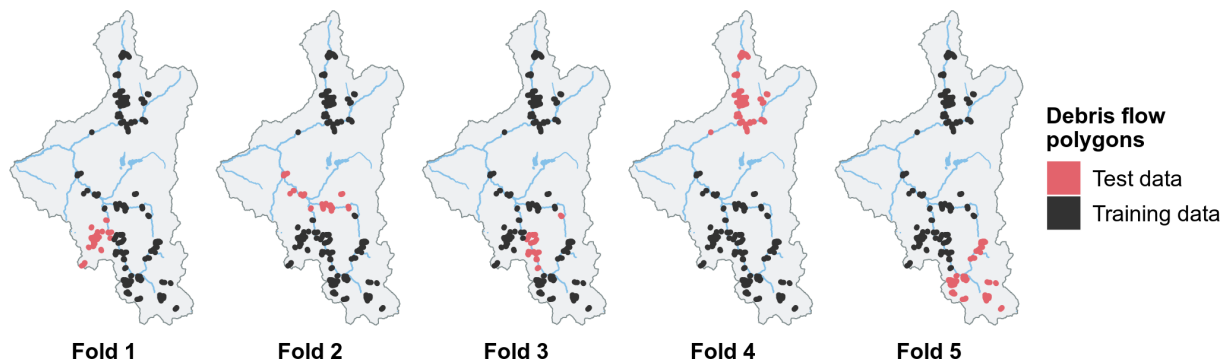 Debris flow
polygons
Test data
Training data
Fold 1
Fold 2
Fold 3
Fold 4
Fold 5